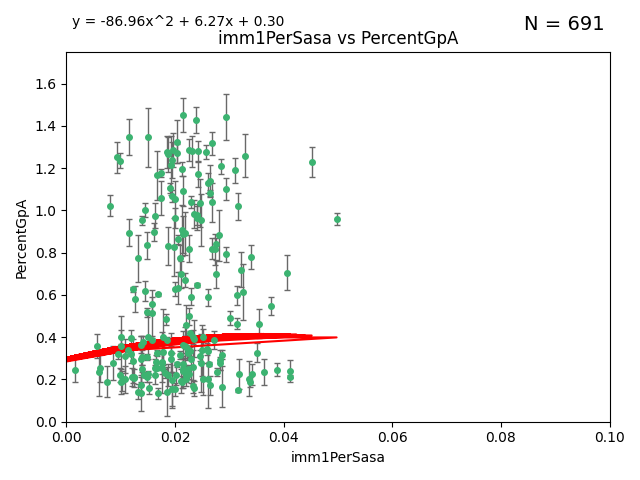 y = -86.96x^2 + 6.27x + 0.30
N = 691
imm1PerSasa vs PercentGpA
1.6
1.4
1.2
1.0
0.8
0.6
0.4
0.2
0.0
PercentGpA
0.00 0.02 0.04 0.06 0.08 0.10
imm1PerSasa